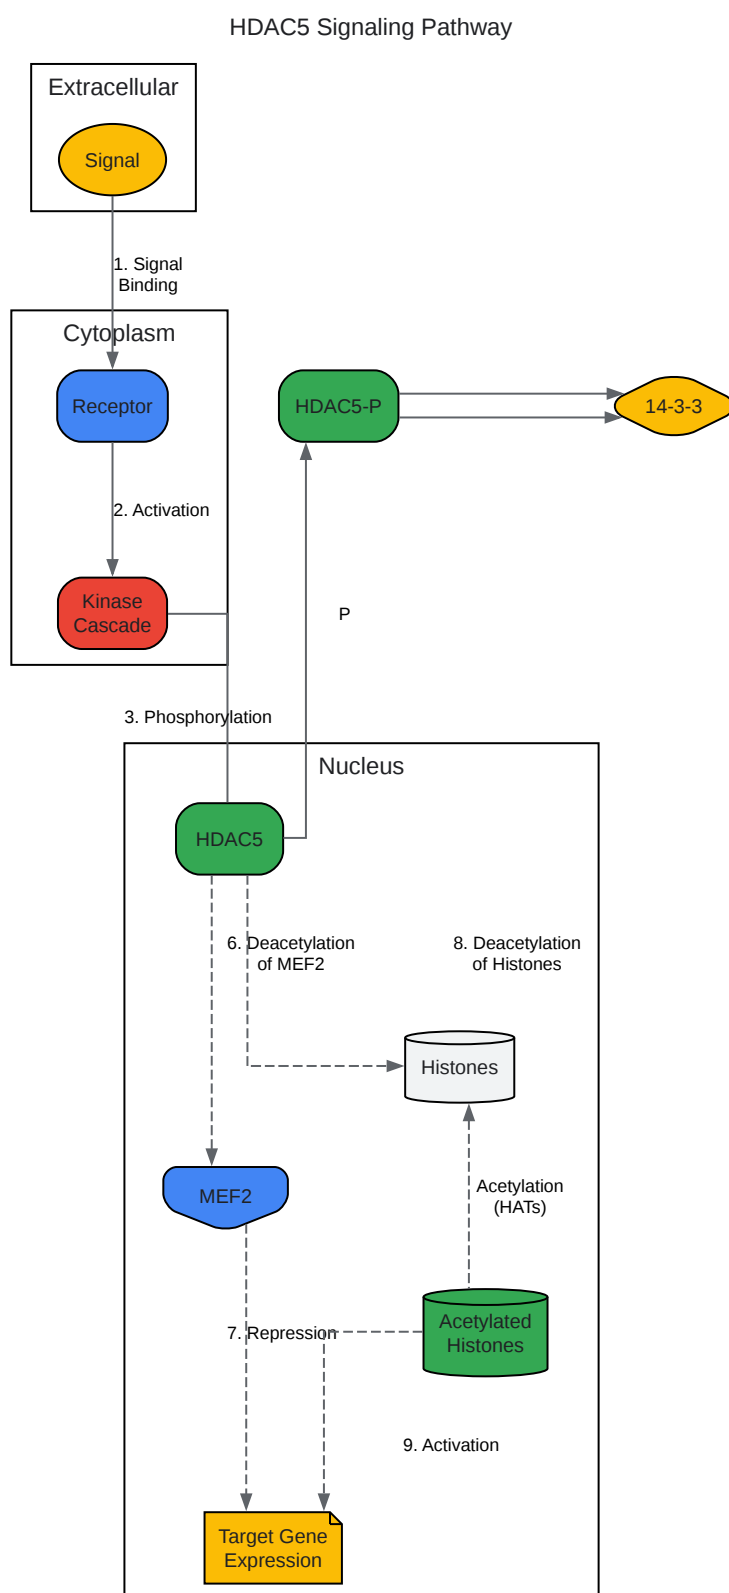 HDAC5 Signaling Pathway
Extracellular
Signal
1. Signal
Binding
Cytoplasm
Receptor
HDAC5-P
14-3-3
2. Activation
Kinase
Cascade
P
3. Phosphorylation
Nucleus
HDAC5
6. Deacetylation
of MEF2
8. Deacetylation
of Histones
Histones
MEF2
Acetylation
(HATs)
Acetylated
Histones
7. Repression
9. Activation
Target Gene
Expression